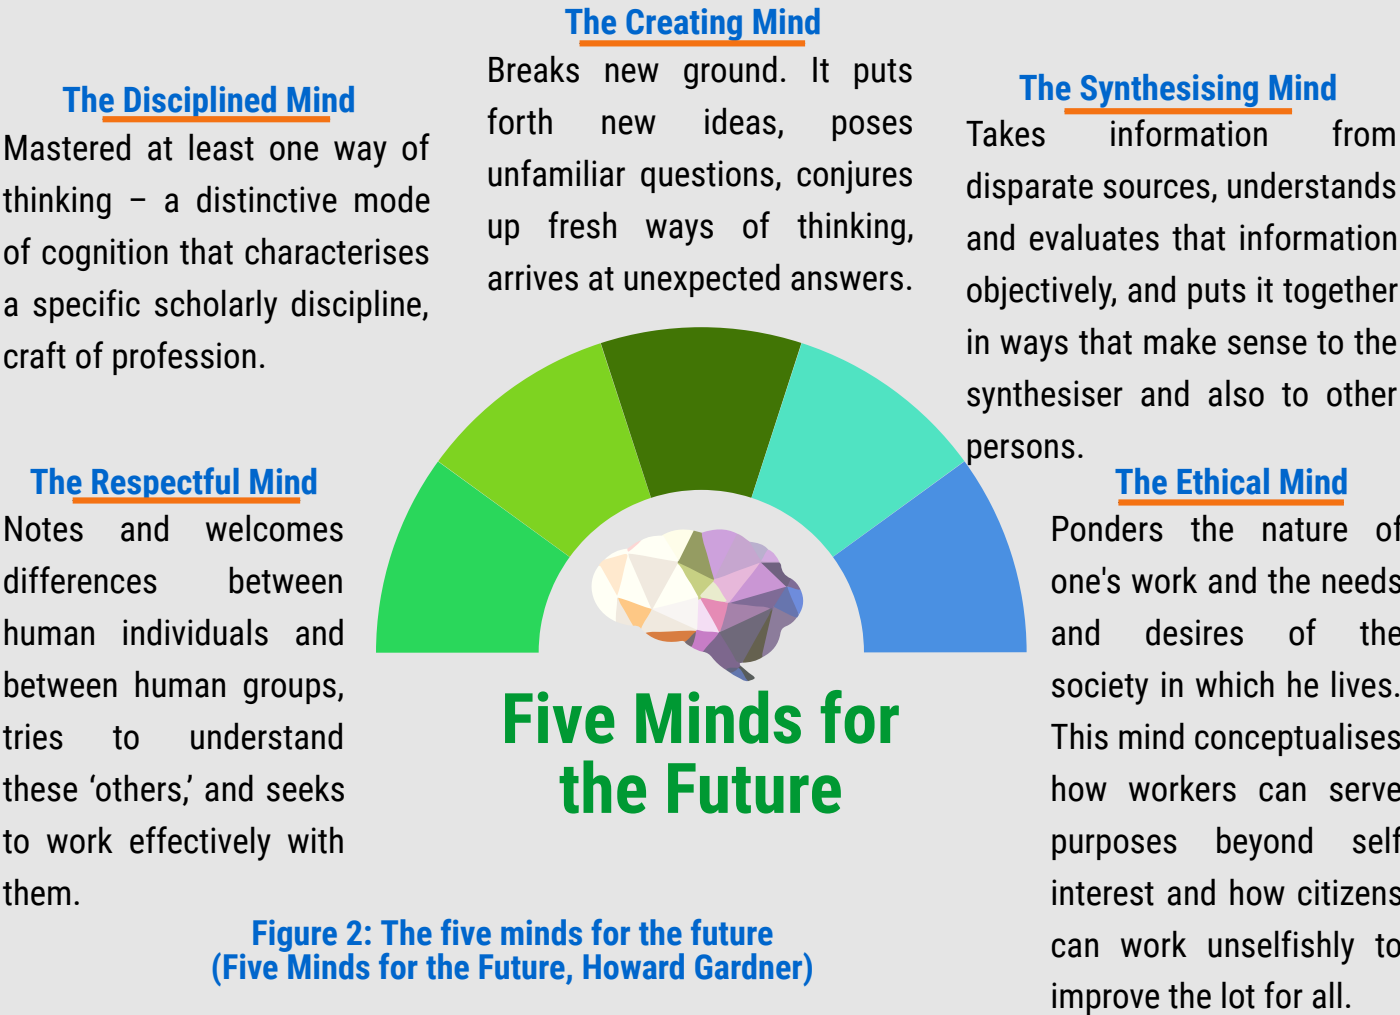 The Creating Mind
Breaks new ground. It puts
forth new ideas, poses
unfamiliar questions, conjures
up fresh ways of thinking,
arrives at unexpected answers.
The Disciplined Mind
Mastered at least one way of
thinking – a distinctive mode
of cognition that characterises
a specific scholarly discipline,
craft of profession.
The Synthesising Mind
Takes information from
disparate sources, understands
and evaluates that information
objectively, and puts it together
in ways that make sense to the
synthesiser and also to other
persons.
The Respectful Mind
Notes and welcomes
differences between
human individuals and
between human groups,
tries to understand
these ‘others,’ and seeks
to work effectively with
them.
The Ethical Mind
Ponders the nature of
one's work and the needs
and desires of the
society in which he lives.
This mind conceptualises
how workers can serve
purposes beyond self
interest and how citizens
can work unselfishly to
improve the lot for all.
Five Minds for
the Future
Figure 2: The five minds for the future
(Five Minds for the Future, Howard Gardner)